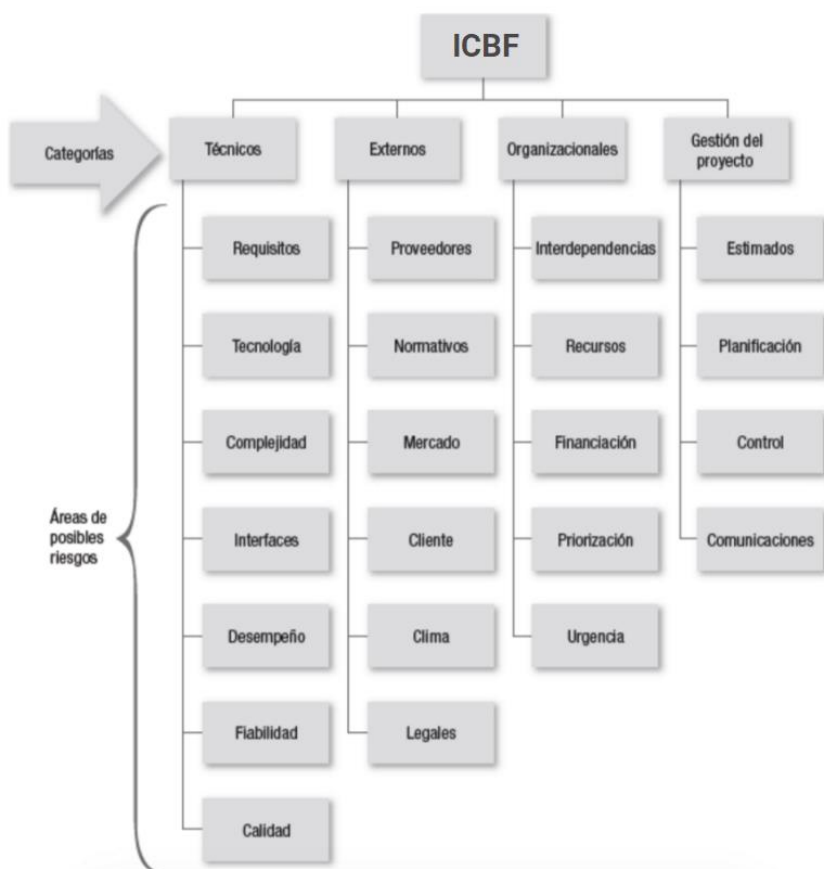 ICBF
Categorías
Técnicos
Externos
Organizacionales
Gestión del
proyecto
Requisitos
Proveedores
Interdependencias
Estimados
Tecnología
Normativos
Recursos
Planificación
Complejidad
Mercado
Financiación
Control
Áreas de
posibles
riesgos
Interfaces
Cliente
Priorización
Comunicaciones
Desempeño
Clima
Urgencia
Fiabilidad
Legales
Calidad